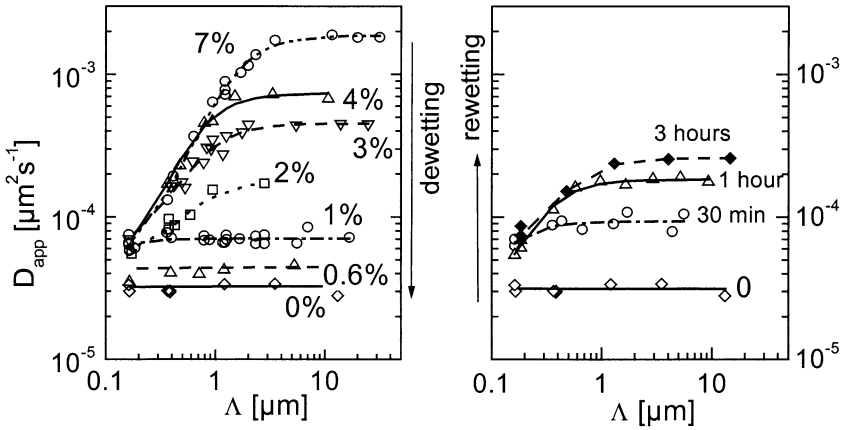 D_app [μm²s⁻¹]
10⁻³
10⁻⁴
10⁻⁵
7%
4%
3%
2%
1%
0.6%
0%
0.1
1
10
Λ [μm]
dewetting
rewetting
3 hours
1 hour
30 min
0
0.1
1
10
Λ [μm]
10⁻³
10⁻⁴
10⁻⁵